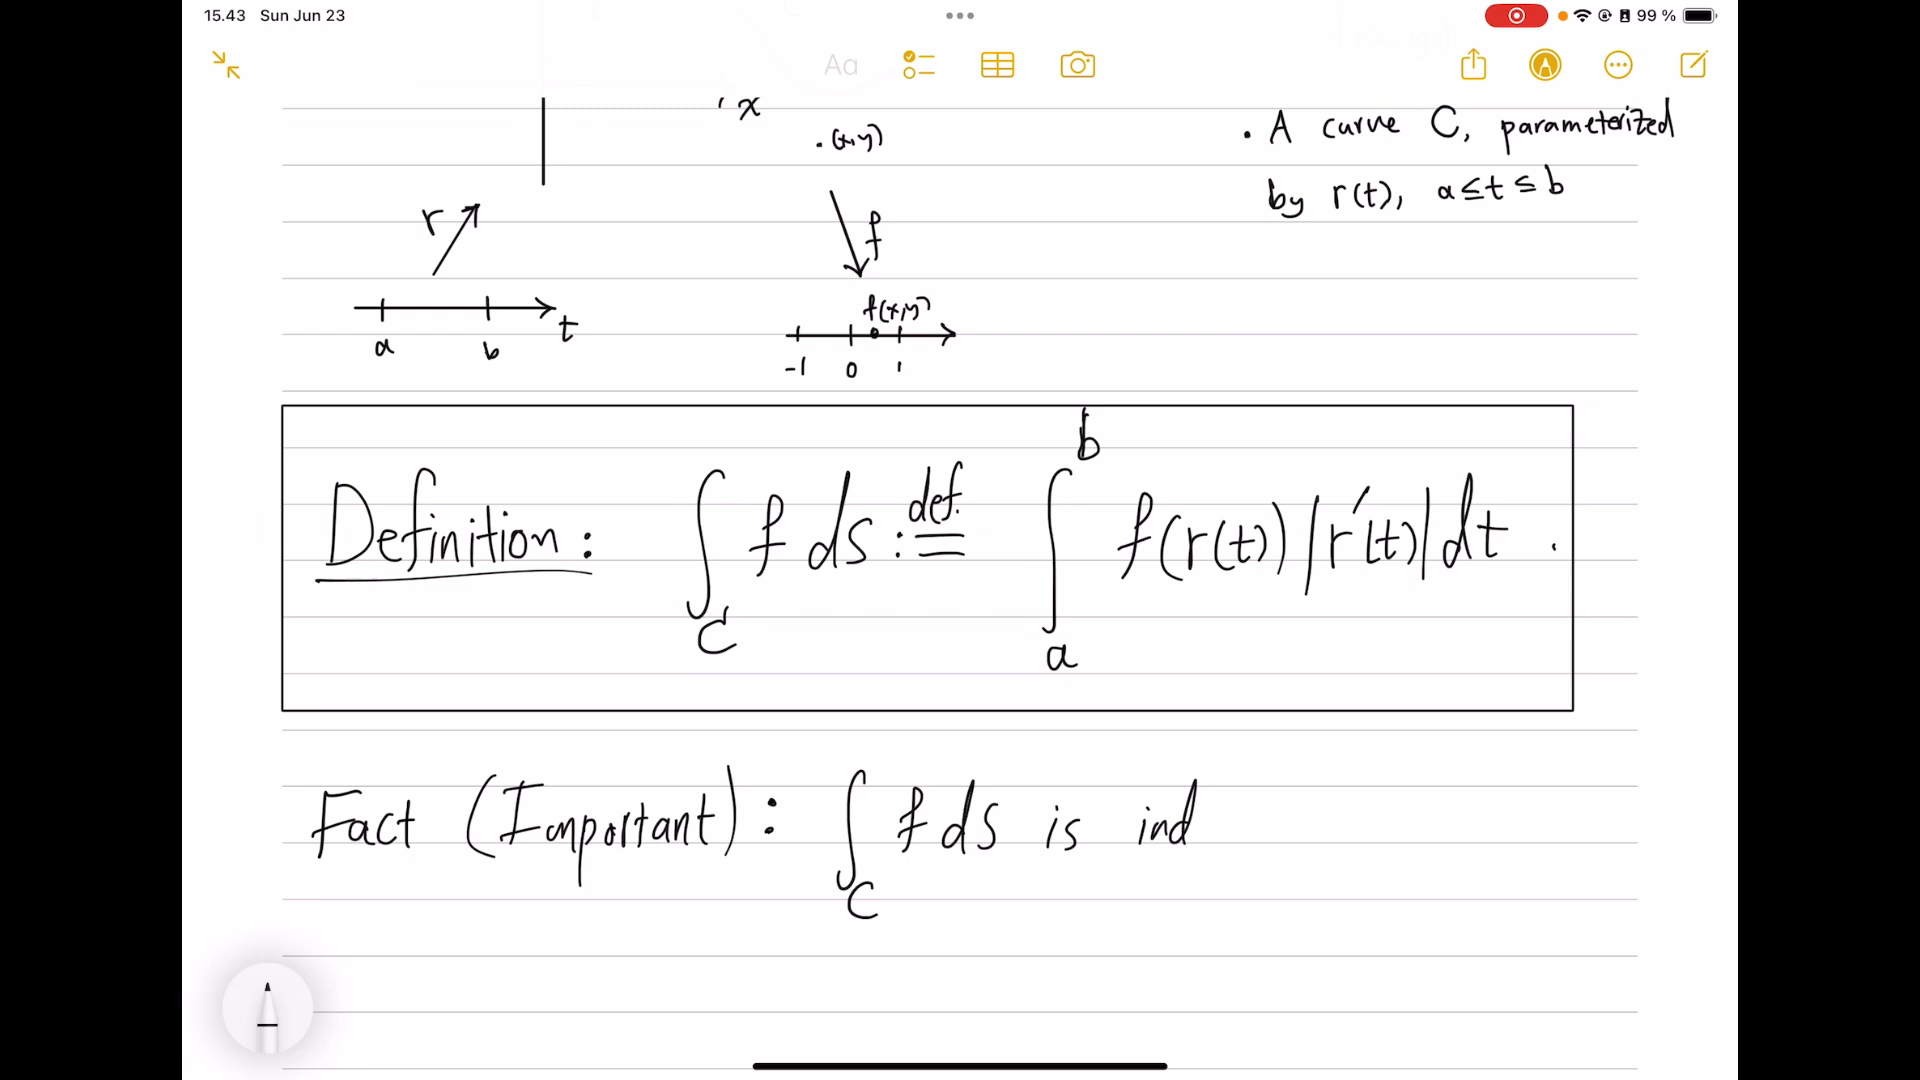 15.43 Sun Jun 23
99 %
Aa
x
.(x,y)
• A curve C, parameterized
by r(t), a≤t≤b
r
f
f(x,y)
a b t
-1 0 1
Definition: ∫_C f ds :=^{def.} ∫_a^b f(r(t))|r'(t)|dt .
Fact (Important): ∫_C f ds is ind